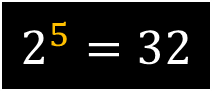 2⁵ = 32